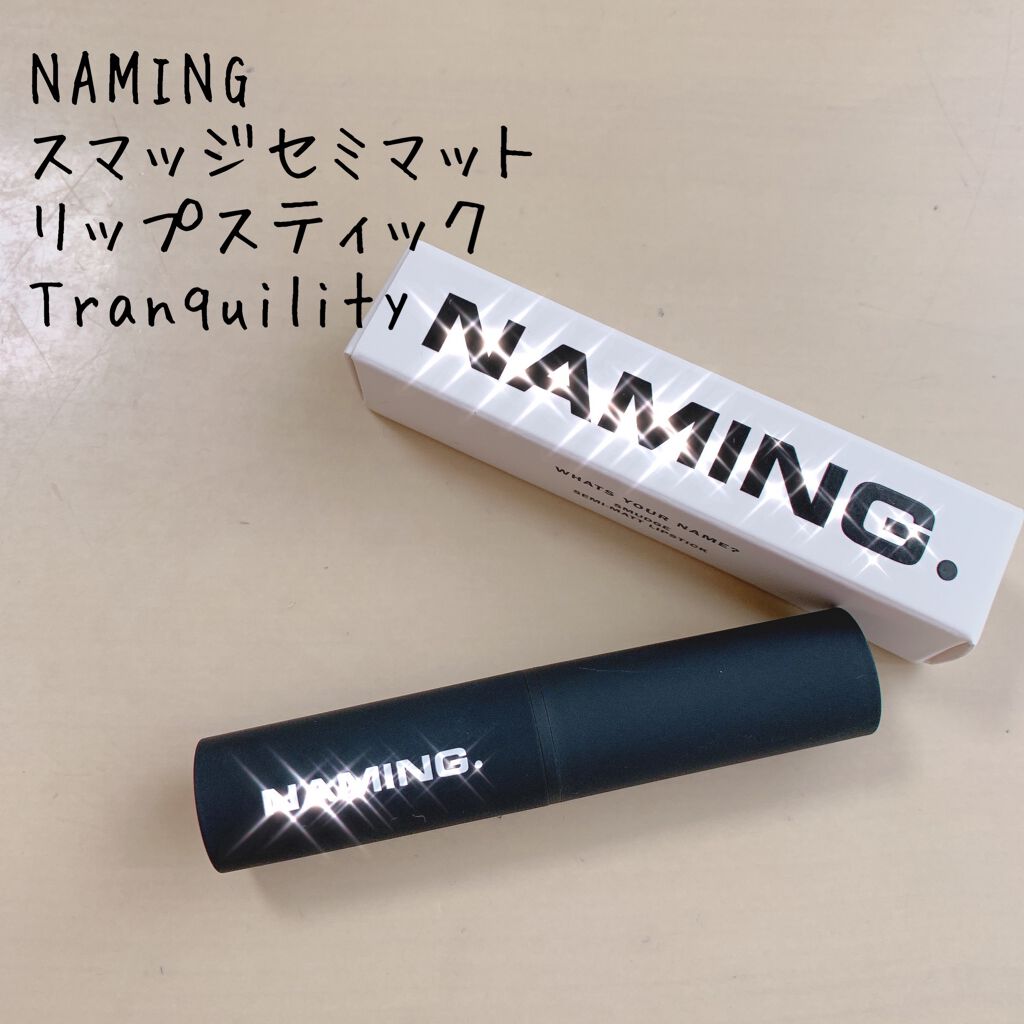 NAMING
スマッジセミマット
リップスティック
Tranquility
NAMING.
WHATS YOUR NAME?
SMUDGE
SEMI-MATT LIPSTICK
NAMING.